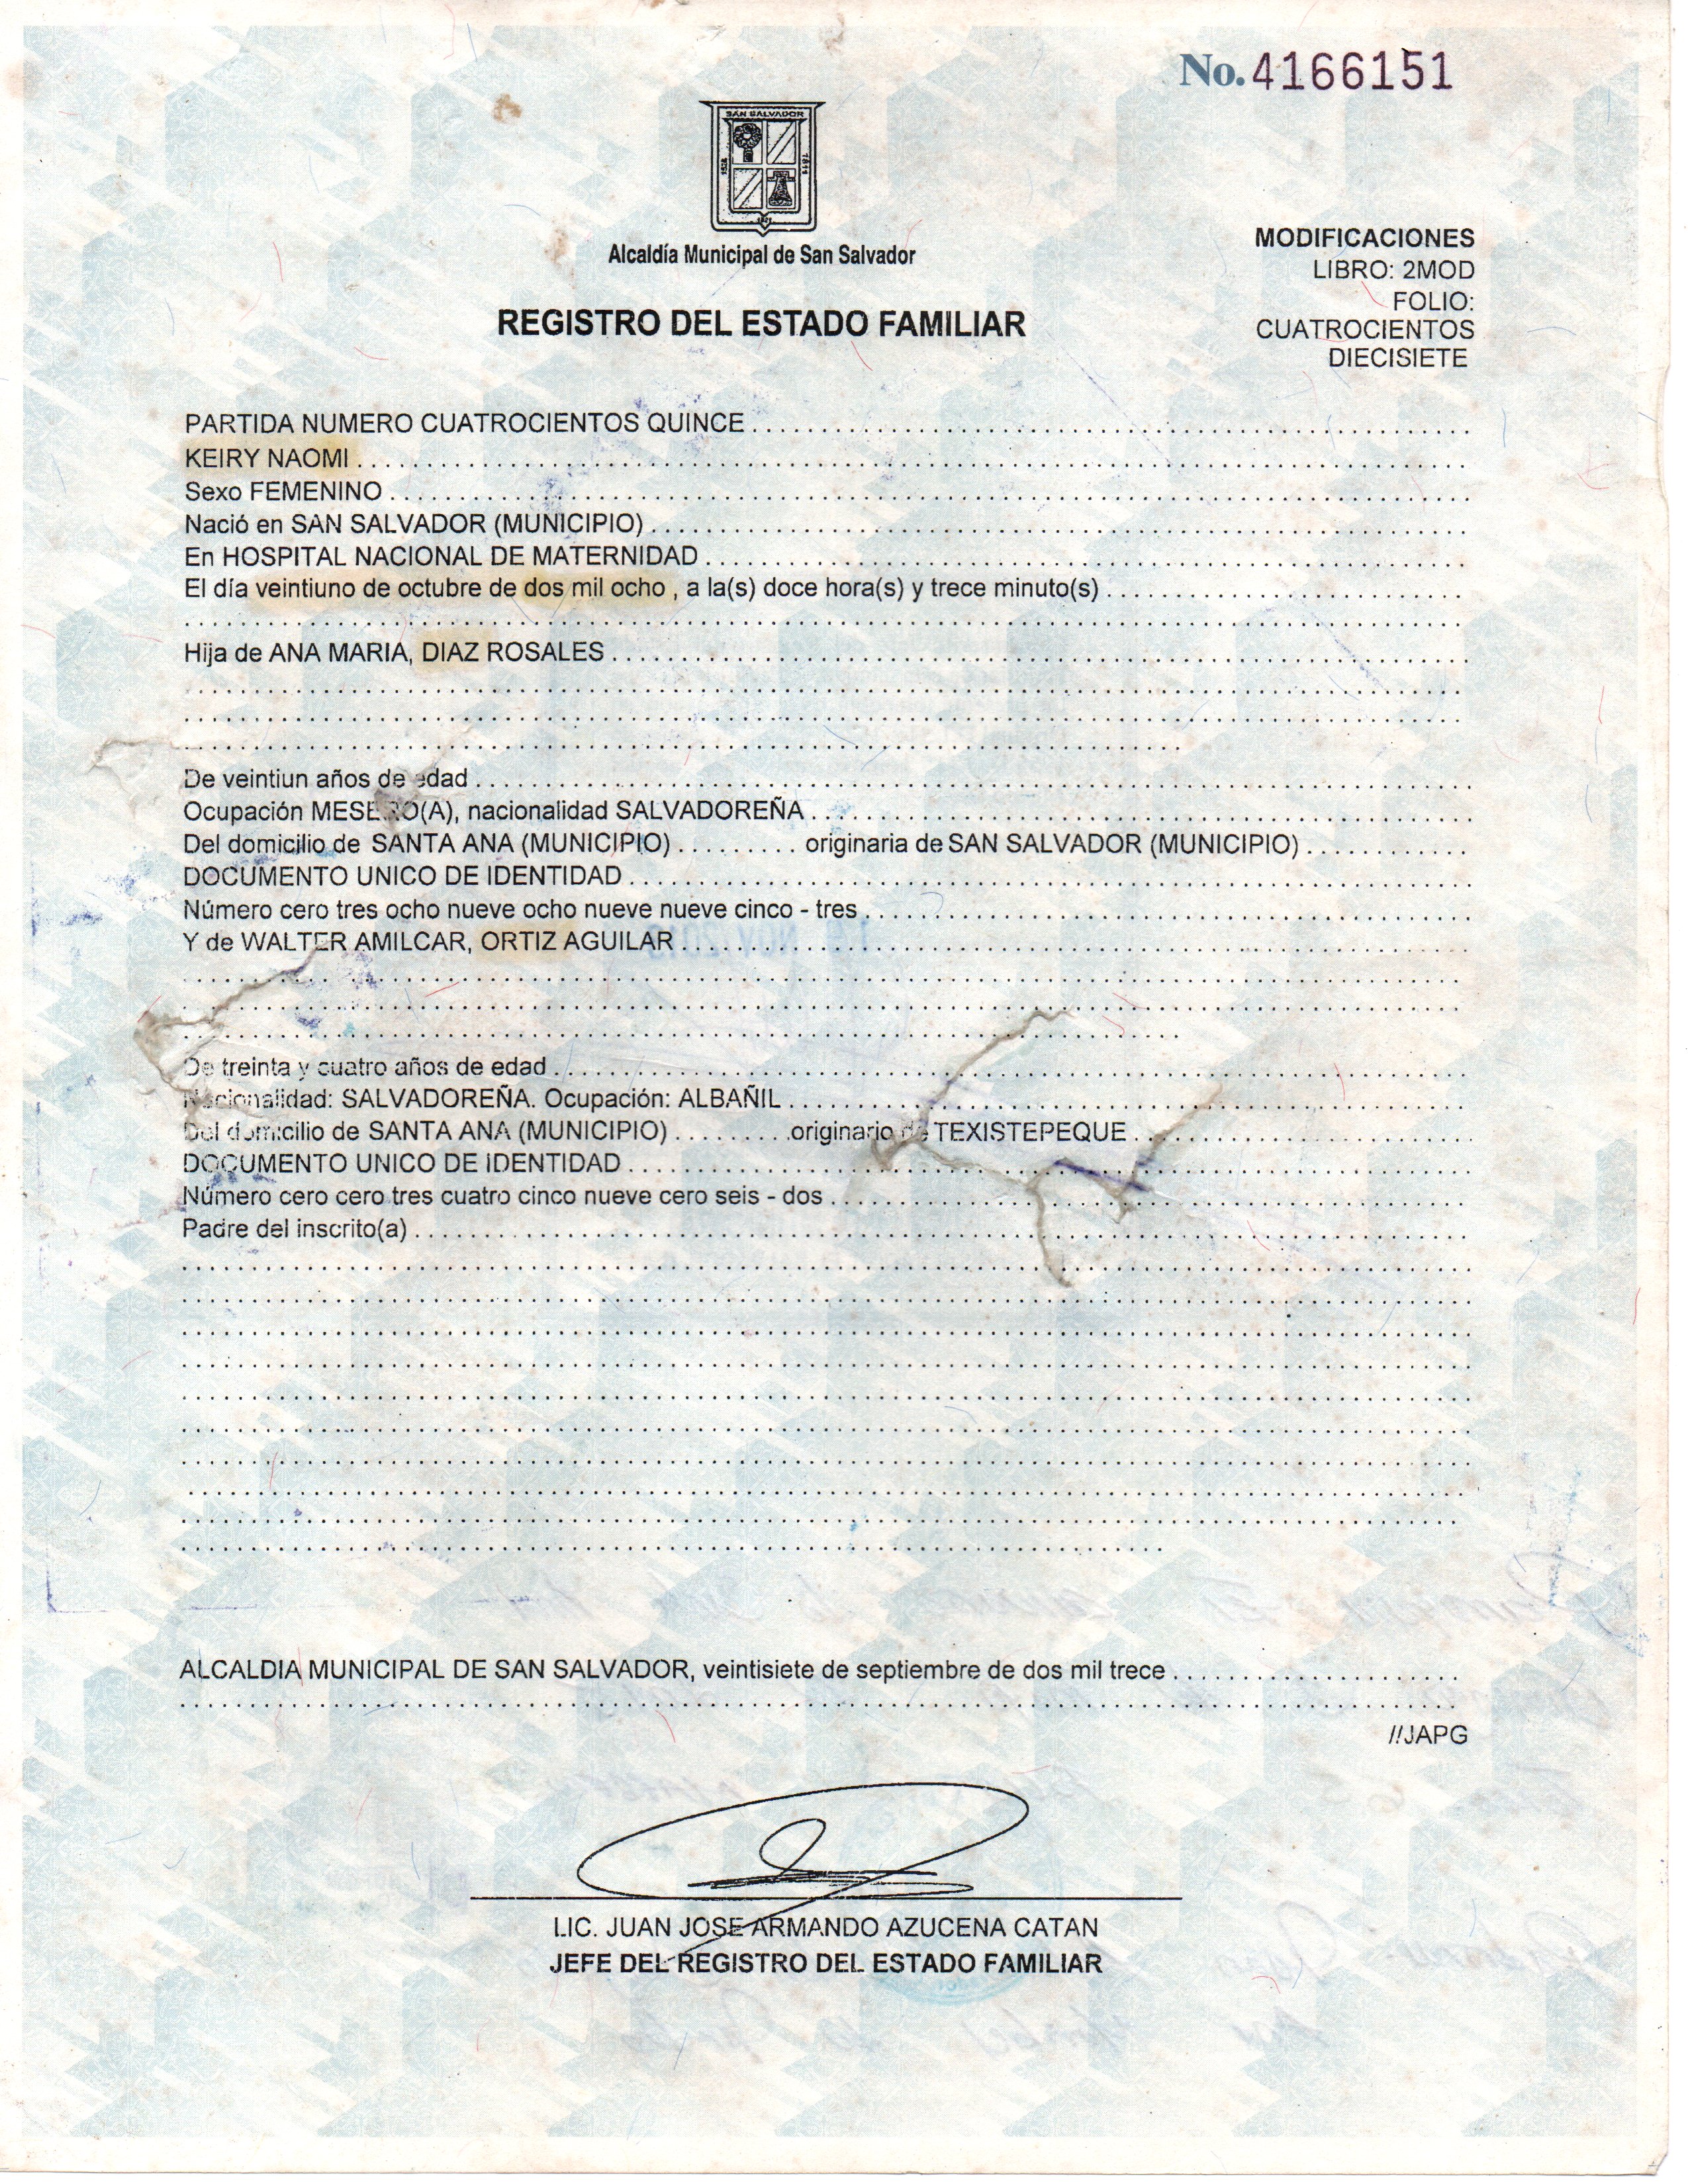 No. 4166151
SAN SALVADOR
Alcaldía Municipal de San Salvador
REGISTRO DEL ESTADO FAMILIAR
MODIFICACIONES
LIBRO: 2MOD
FOLIO:
CUATROCIENTOS
DIECISIETE
PARTIDA NUMERO CUATROCIENTOS QUINCE
KEIRY NAOMI
Sexo FEMENINO
Nació en SAN SALVADOR (MUNICIPIO)
En HOSPITAL NACIONAL DE MATERNIDAD
El día veintiuno de octubre de dos mil ocho , a la(s) doce hora(s) y trece minuto(s)
Hija de ANA MARIA, DIAZ ROSALES
De veintiun años de edad
Ocupación MESERO(A), nacionalidad SALVADOREÑA
Del domicilio de SANTA ANA (MUNICIPIO) originaria de SAN SALVADOR (MUNICIPIO)
DOCUMENTO UNICO DE IDENTIDAD
Número cero tres ocho nueve ocho nueve nueve cinco - tres
Y de WALTER AMILCAR, ORTIZ AGUILAR
De treinta y cuatro años de edad
Nacionalidad: SALVADOREÑA. Ocupación: ALBAÑIL
Del domicilio de SANTA ANA (MUNICIPIO) originario de TEXISTEPEQUE
DOCUMENTO UNICO DE IDENTIDAD
Número cero cero tres cuatro cinco nueve cero seis - dos
Padre del inscrito(a)
ALCALDIA MUNICIPAL DE SAN SALVADOR, veintisiete de septiembre de dos mil trece
//JAPG
LIC. JUAN JOSE ARMANDO AZUCENA CATAN
JEFE DEL REGISTRO DEL ESTADO FAMILIAR